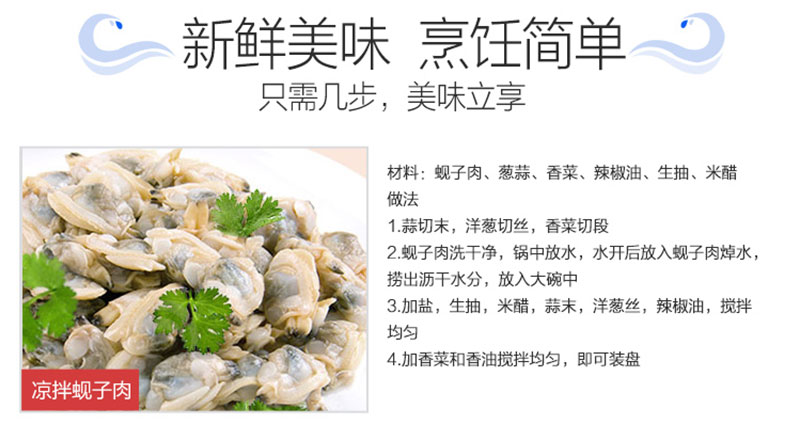 新鲜美味 烹饪简单
只需几步，美味立享
材料：蚬子肉、葱蒜、香菜、辣椒油、生抽、米醋
做法
1.蒜切末，洋葱切丝，香菜切段
2.蚬子肉洗干净，锅中放水，水开后放入蚬子肉焯水，
捞出沥干水分，放入大碗中
3.加盐，生抽，米醋，蒜末，洋葱丝，辣椒油，搅拌
均匀
4.加香菜和香油搅拌均匀，即可装盘
凉拌蚬子肉